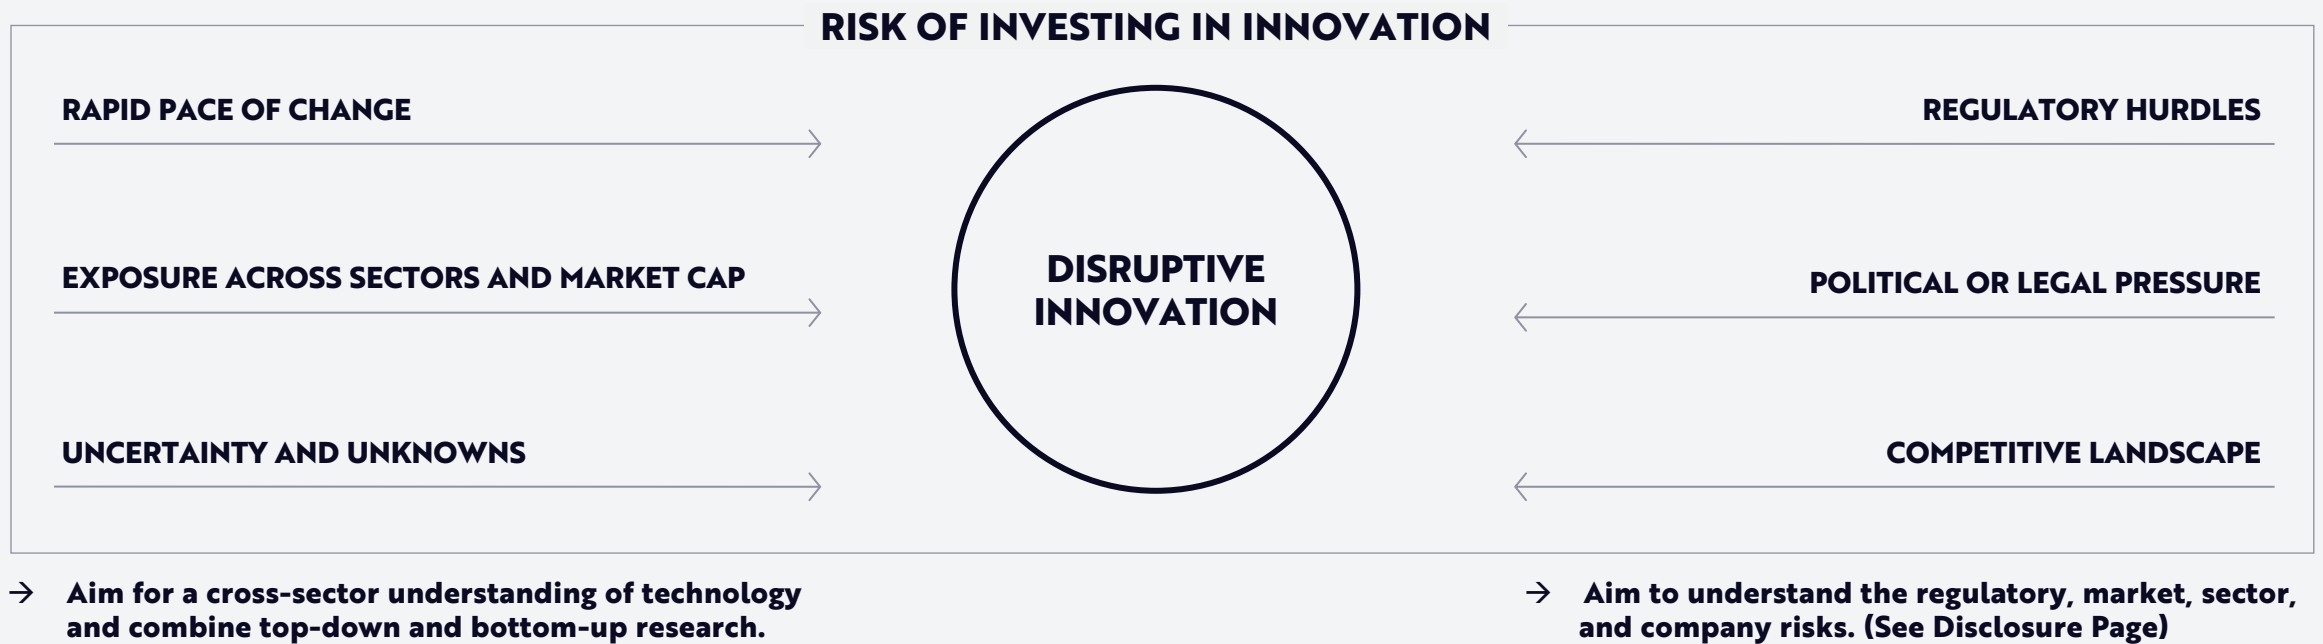 RISK OF INVESTING IN INNOVATION
RAPID PACE OF CHANGE
EXPOSURE ACROSS SECTORS AND MARKET CAP
UNCERTAINTY AND UNKNOWNS
DISRUPTIVE
INNOVATION
REGULATORY HURDLES
POLITICAL OR LEGAL PRESSURE
COMPETITIVE LANDSCAPE
→ Aim for a cross-sector understanding of technology
and combine top-down and bottom-up research.
→ Aim to understand the regulatory, market, sector,
and company risks. (See Disclosure Page)